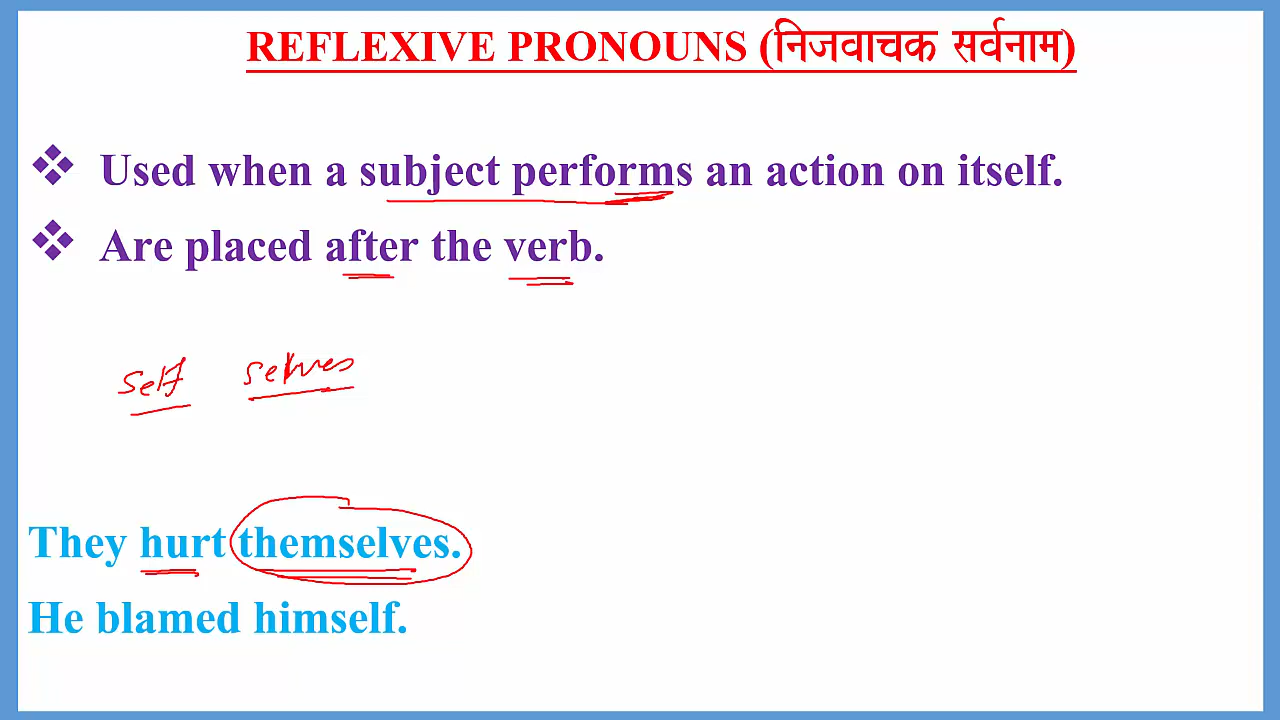 REFLEXIVE PRONOUNS (निजवाचक सर्वनाम)
Used when a subject performs an action on itself.
Are placed after the verb.
self selves
They hurt themselves.
He blamed himself.